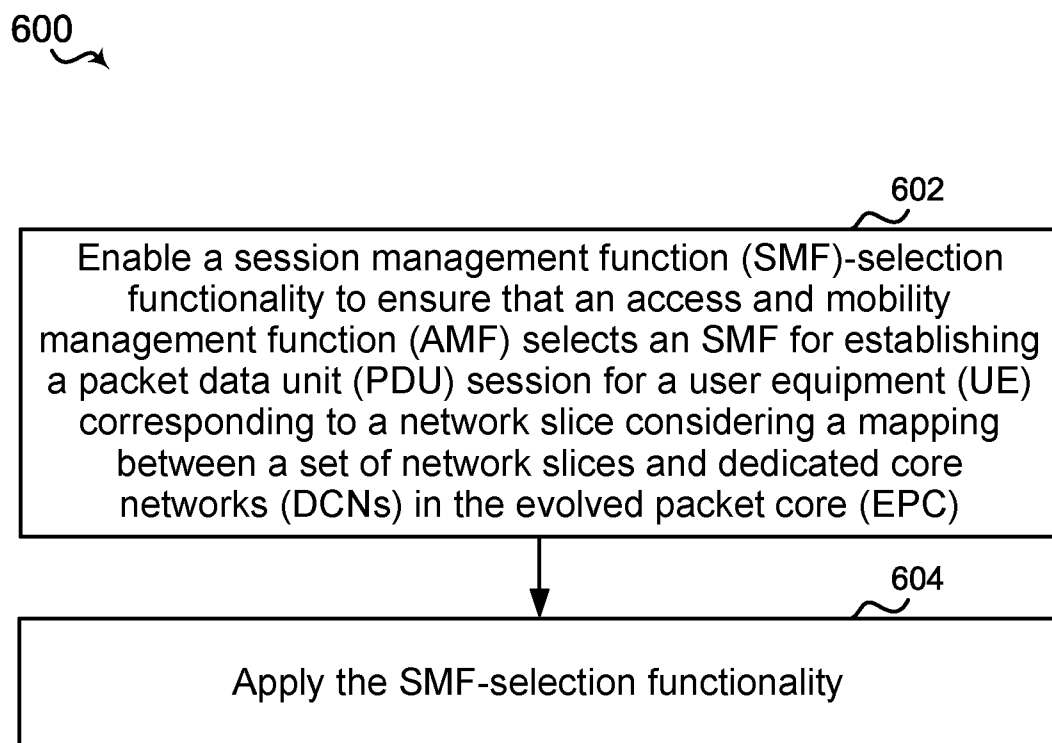 600
602
Enable a session management function (SMF)-selection
functionality to ensure that an access and mobility
management function (AMF) selects an SMF for establishing
a packet data unit (PDU) session for a user equipment (UE)
corresponding to a network slice considering a mapping
between a set of network slices and dedicated core
networks (DCNs) in the evolved packet core (EPC)
604
Apply the SMF-selection functionality